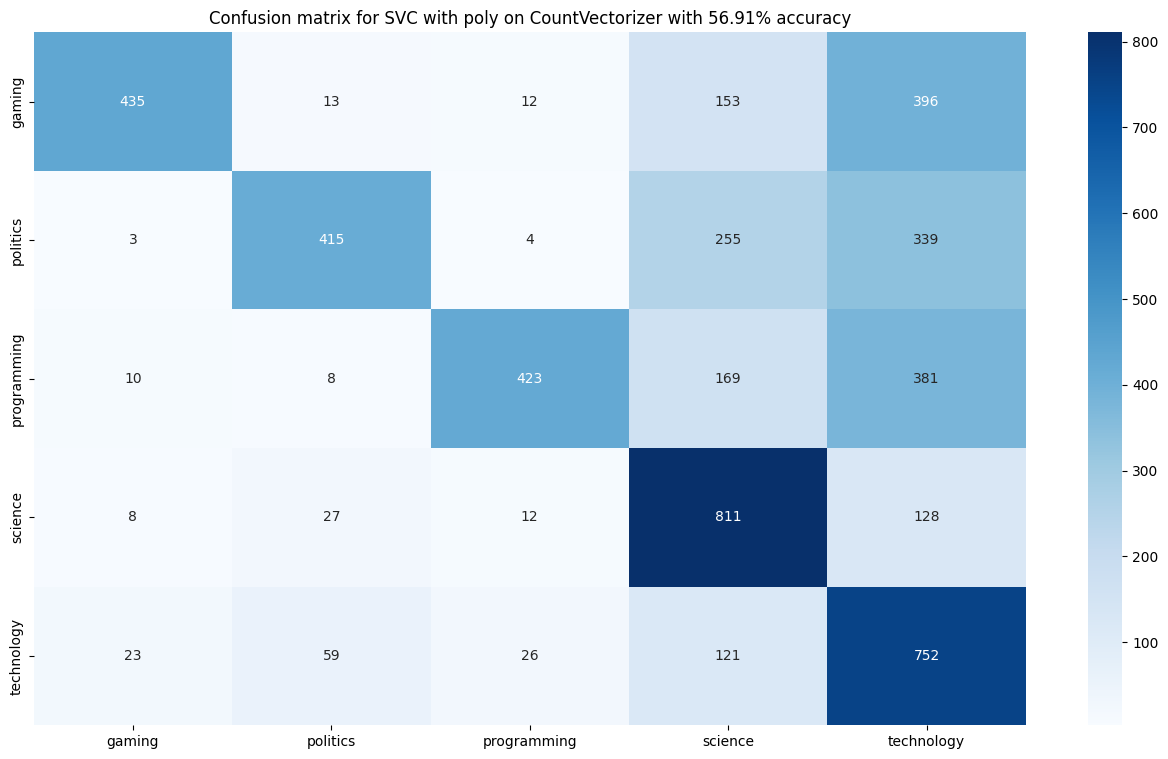 Confusion matrix for SVC with poly on CountVectorizer with 56.91% accuracy
gaming 435 13 12 153 396
politics 3 415 4 255 339
programming 10 8 423 169 381
science 8 27 12 811 128
technology 23 59 26 121 752
gaming politics programming science technology
800
700
600
500
400
300
200
100